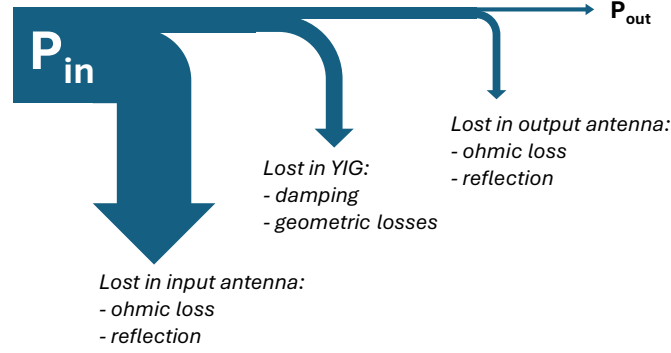 P_in
P_out
Lost in output antenna:
- ohmic loss
- reflection
Lost in YIG:
- damping
- geometric losses
Lost in input antenna:
- ohmic loss
- reflection